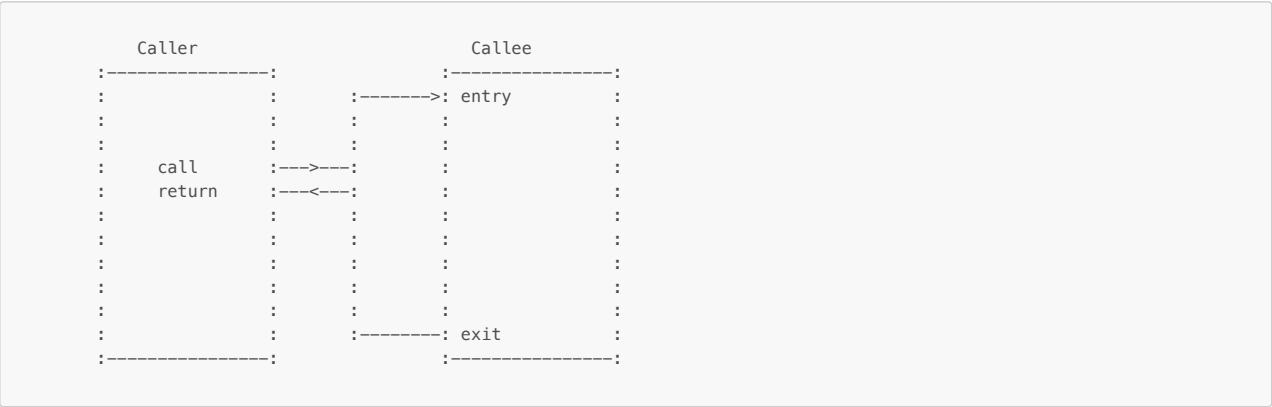 Caller                           Callee
    :----------------:                 :----------------:
    :                :       :------->: entry          :
    :                :       :        :                :
    :                :       :        :                :
    :     call       :--->---:        :                :
    :     return     :---<---:        :                :
    :                :       :        :                :
    :                :       :        :                :
    :                :       :        :                :
    :                :       :        :                :
    :                :       :        :                :
    :                :       :--------: exit           :
    :----------------:                 :----------------: